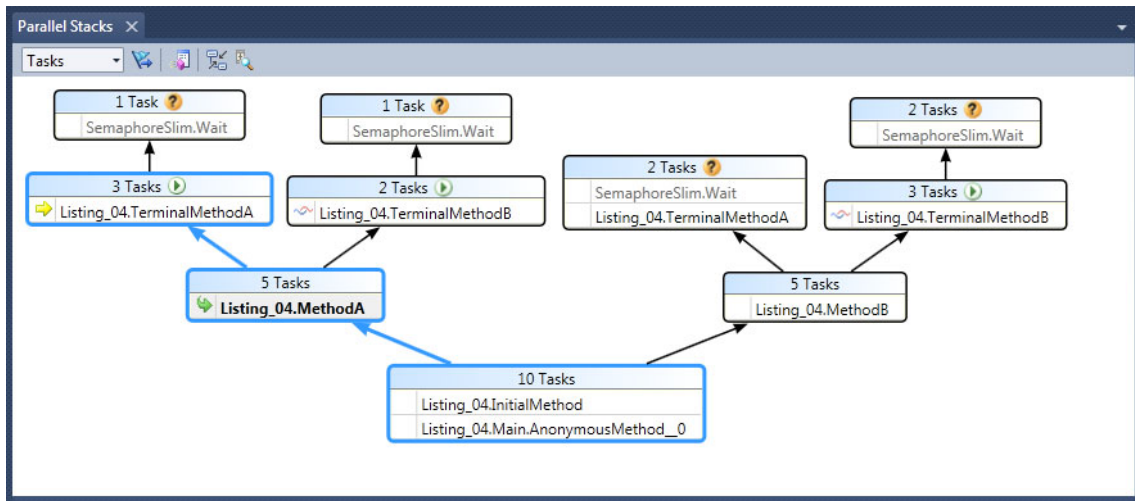 Parallel Stacks
Tasks
1 Task
SemaphoreSlim.Wait
1 Task
SemaphoreSlim.Wait
2 Tasks
SemaphoreSlim.Wait
3 Tasks
Listing_04.TerminalMethodA
2 Tasks
Listing_04.TerminalMethodB
2 Tasks
SemaphoreSlim.Wait
Listing_04.TerminalMethodA
3 Tasks
Listing_04.TerminalMethodB
5 Tasks
Listing_04.MethodA
5 Tasks
Listing_04.MethodB
10 Tasks
Listing_04.InitialMethod
Listing_04.Main.AnonymousMethod__0